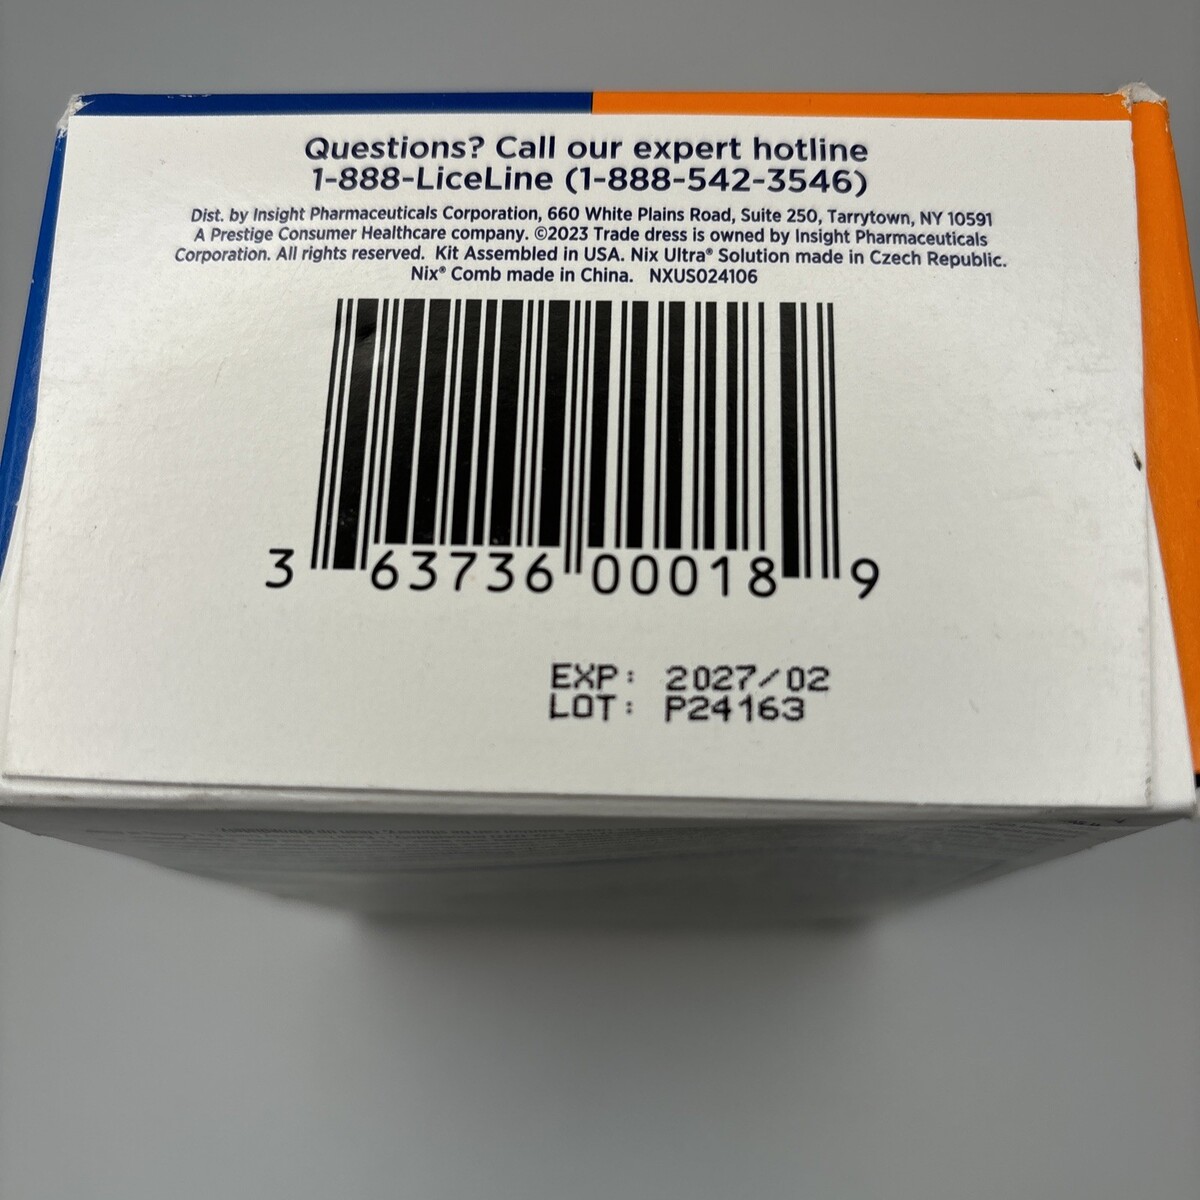 Questions? Call our expert hotline
1-888-LiceLine (1-888-542-3546)
Dist. by Insight Pharmaceuticals Corporation, 660 White Plains Road, Suite 250, Tarrytown, NY 10591
A Prestige Consumer Healthcare company. ©2023 Trade dress is owned by Insight Pharmaceuticals
Corporation. All rights reserved. Kit Assembled in USA. Nix Ultra® Solution made in Czech Republic.
Nix® Comb made in China. NXUS024106
3 63736 00018 9
EXP: 2027/02
LOT: P24163